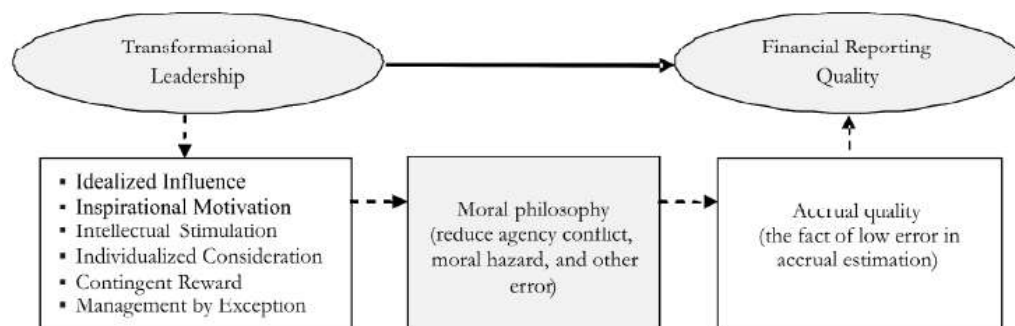 Transformasional
Leadership
Financial Reporting
Quality
▪ Idealized Influence
▪ Inspirational Motivation
▪ Intellectual Stimulation
▪ Individualized Consideration
▪ Contingent Reward
▪ Management by Exception
Moral philosophy
(reduce agency conflict,
moral hazard, and other
error)
Accrual quality
(the fact of low error in
accrual estimation)